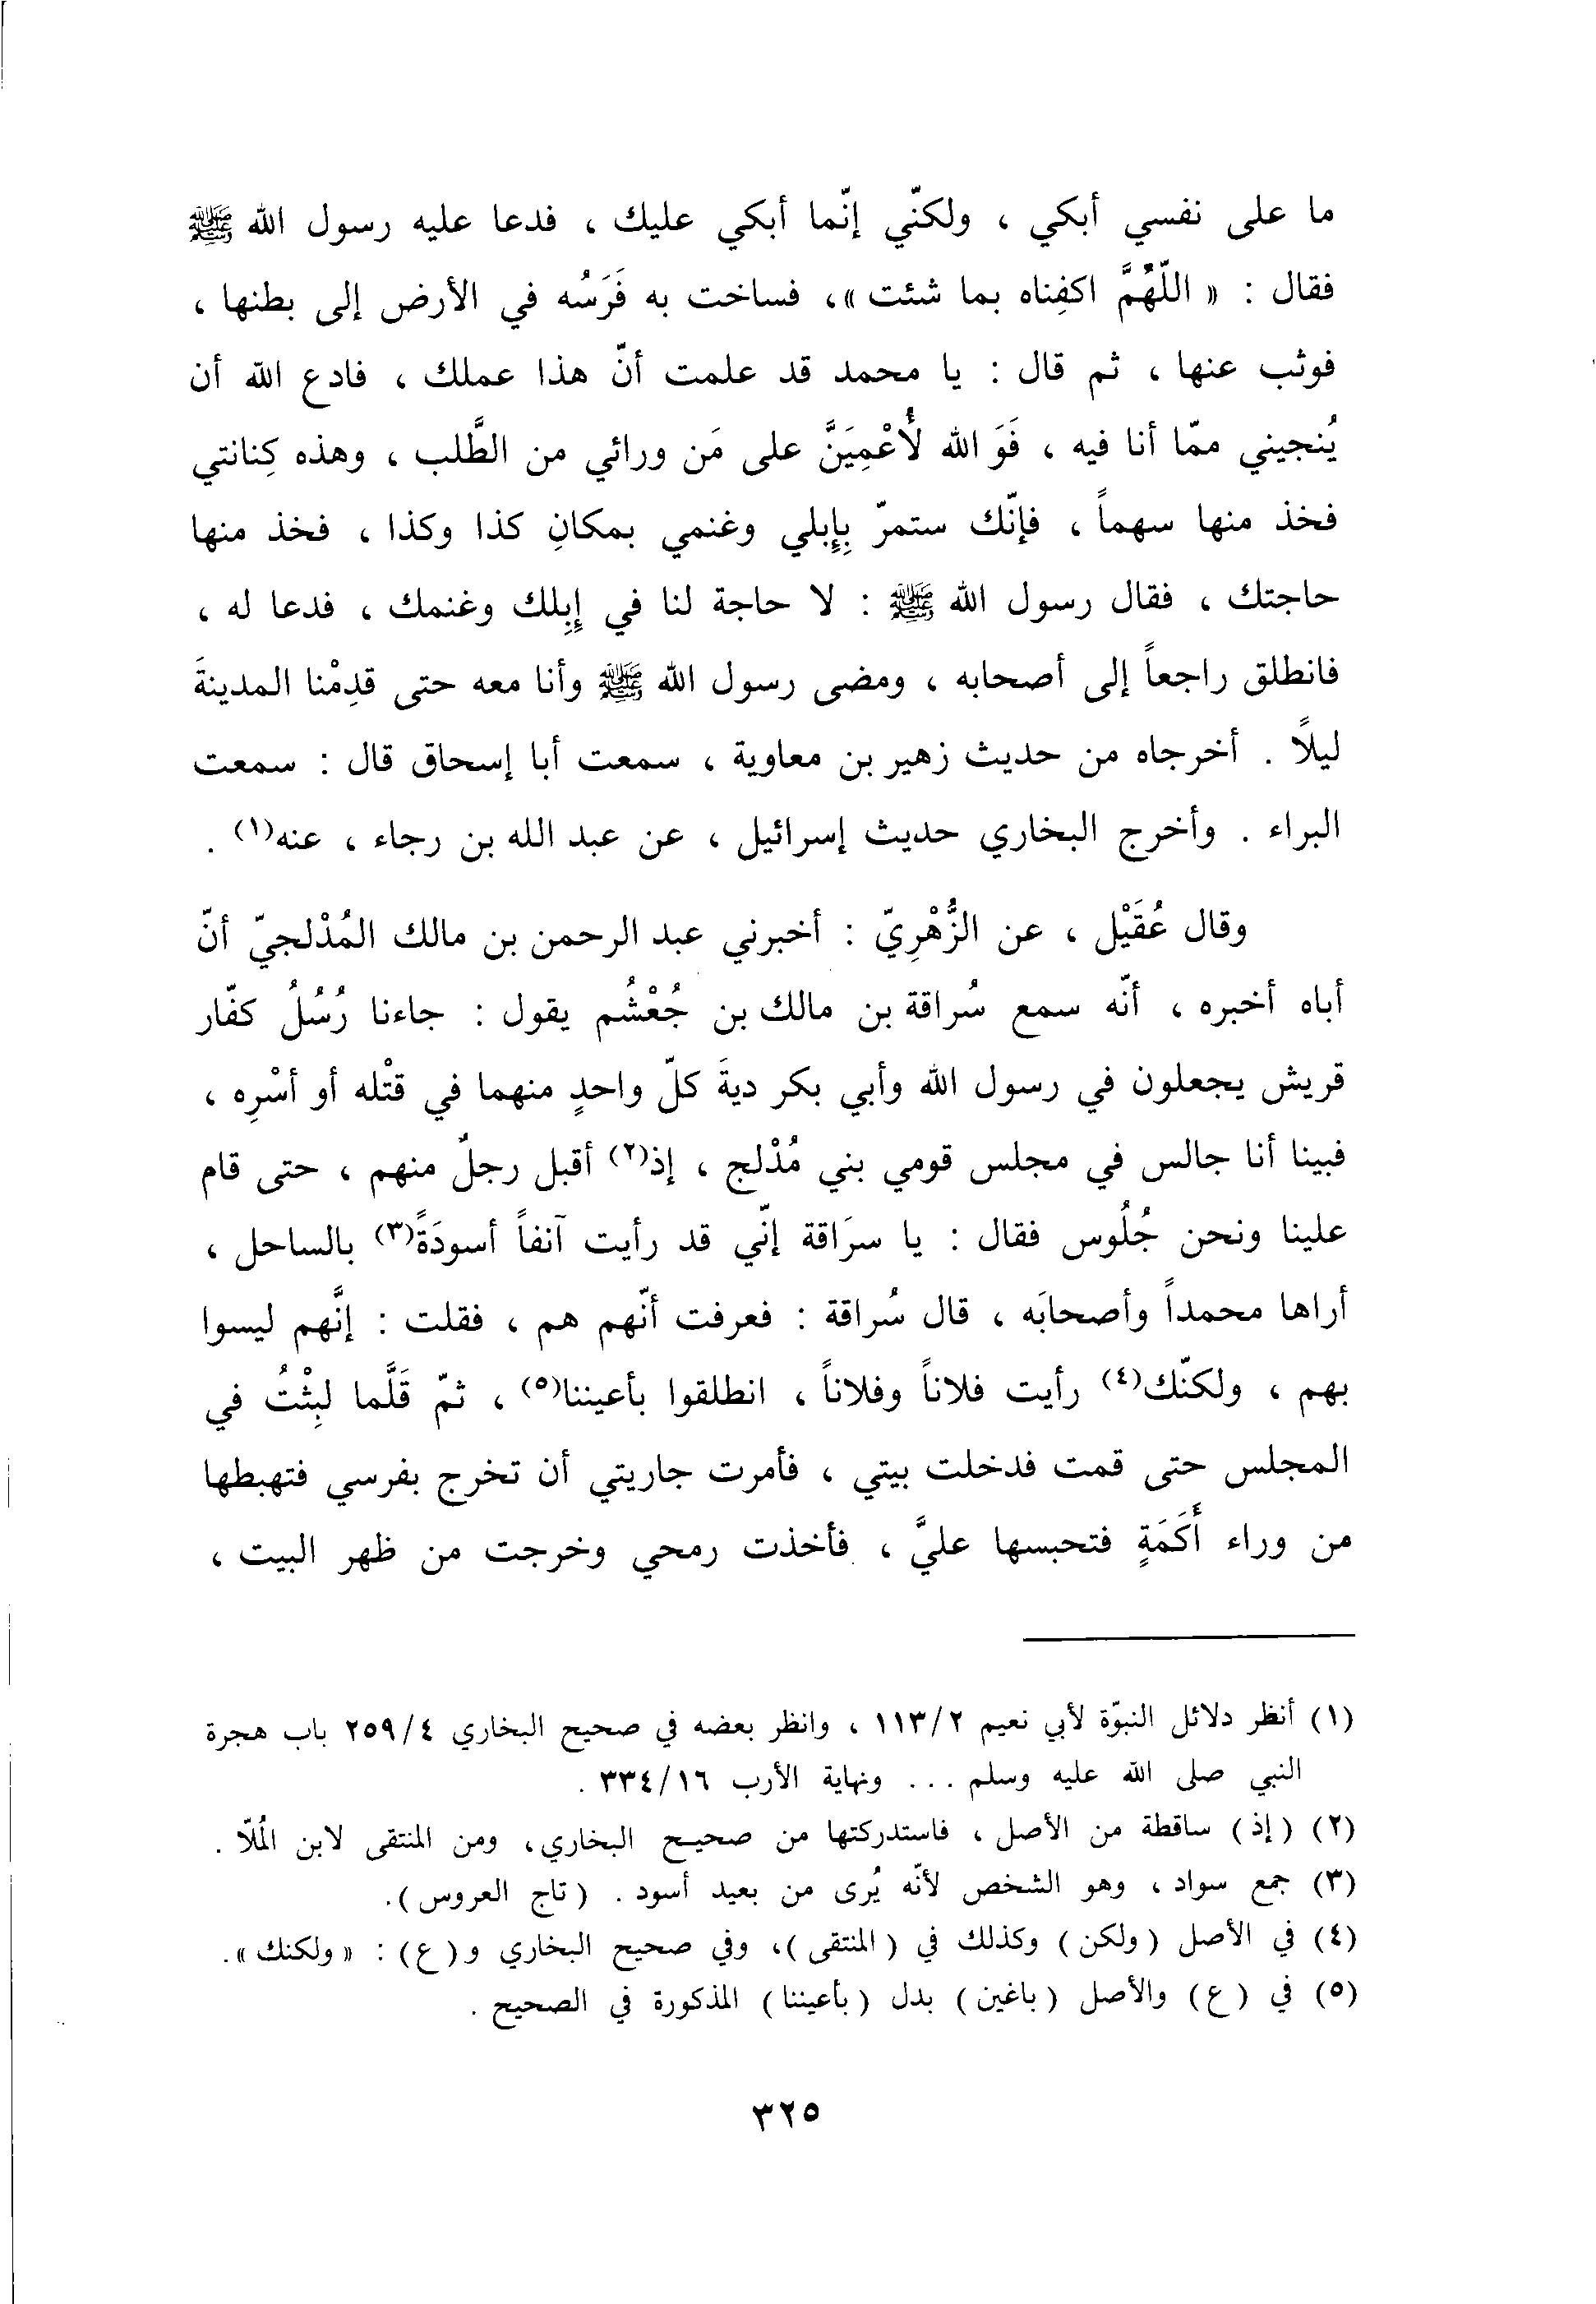 ما على نفسي أبكي ، ولكنّي إنّما أبكي عليك ، فدعا عليه رسول الله ﷺ
فقال : « اللّهُمَّ اكفِناه بما شئت »، فساخت به فَرَسُه في الأرض إلى بطنها ،
فوثب عنها ، ثم قال : يا محمد قد علمت أنّ هذا عملك ، فادع الله أن
يُنجيني ممّا أنا فيه ، فَوَ الله لأُعْمِيَنَّ على مَن ورائي من الطَّلب ، وهذه كِنانتي
فخذ منها سهماً ، فإنّك ستمرّ بِإِبلي وغنمي بمكانِ كذا وكذا ، فخذ منها
حاجتك ، فقال رسول الله ﷺ : لا حاجة لنا في إِبِلك وغنمك ، فدعا له ،
فانطلق راجعاً إلى أصحابه ، ومضى رسول الله ﷺ وأنا معه حتى قدِمْنا المدينةَ
ليلاً . أخرجاه من حديث زهير بن معاوية ، سمعت أبا إسحاق قال : سمعت
البراء . وأخرج البخاري حديث إسرائيل ، عن عبد الله بن رجاء ، عنه(١) .
وقال عُقَيْل ، عن الزُّهْرِيّ : أخبرني عبد الرحمن بن مالك المُدْلجيّ أنّ
أباه أخبره ، أنّه سمع سُراقة بن مالك بن جُعْشُم يقول : جاءنا رُسُلُ كفّار
قريش يجعلون في رسول الله وأبي بكر ديةَ كلّ واحدٍ منهما في قتْله أو أسْرِه ،
فبينا أنا جالس في مجلس قومي بني مُدْلج ، إذ(٢) أقبل رجلٌ منهم ، حتى قام
علينا ونحن جُلُوس فقال : يا سرَاقة إنّي قد رأيت آنفاً أسودَةً(٣) بالساحل ،
أراها محمداً وأصحابَه ، قال سُراقة : فعرفت أنّهم هم ، فقلت : إنَّهم ليسوا
بهم ، ولكنّك(٤) رأيت فلاناً وفلاناً ، انطلقوا بأعيننا(٥) ، ثمّ قَلَّما لبِثْتُ في
المجلس حتى قمت فدخلت بيتي ، فأمرت جاريتي أن تخرج بفرسي فتهبطها
من وراء أَكَمَةٍ فتحبسها عليَّ ، فأخذت رمحي وخرجت من ظهر البيت ،
(١) أنظر دلائل النبوّة لأبي نعيم ١١٣/٢ ، وانظر بعضه في صحيح البخاري ٢٥٩/٤ باب هجرة
النبي صلى الله عليه وسلم ... ونهاية الأرب ٣٣٤/١٦ .
(٢) (إذ) ساقطة من الأصل ، فاستدركتها من صحيح البخاري، ومن المنتقى لابن المُلّا .
(٣) جمع سواد ، وهو الشخص لأنّه يُرى من بعيد أسود . (تاج العروس).
(٤) في الأصل (ولكن) وكذلك في (المنتقى)، وفي صحيح البخاري و(ع) : «ولكنك».
(٥) في (ع) والأصل (باغين) بدل (بأعيننا) المذكورة في الصحيح .
٣٢٥